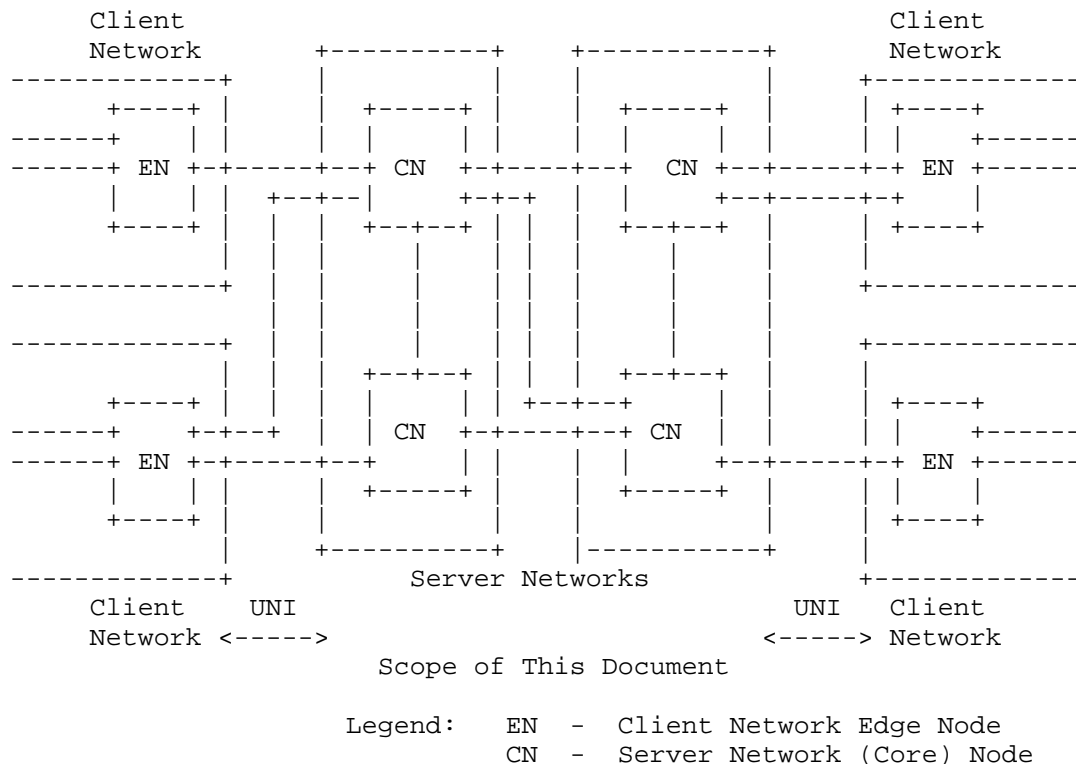 Client Client
Network Network
EN CN CN EN
EN CN CN EN
Server Networks
Client UNI UNI Client
Network <-----> <-----> Network
Scope of This Document
Legend: EN - Client Network Edge Node
CN - Server Network (Core) Node